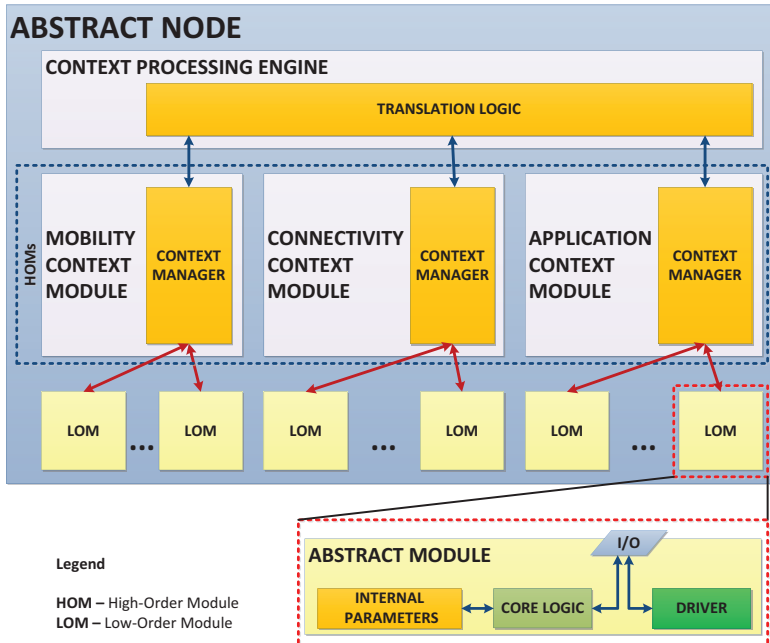 ABSTRACT NODE
CONTEXT PROCESSING ENGINE
TRANSLATION LOGIC
HOMs
MOBILITY
CONTEXT
MODULE
CONTEXT
MANAGER
CONNECTIVITY
CONTEXT
MODULE
CONTEXT
MANAGER
APPLICATION
CONTEXT
MODULE
CONTEXT
MANAGER
LOM
...
LOM
LOM
...
LOM
LOM
...
LOM
Legend
HOM – High-Order Module
LOM – Low-Order Module
ABSTRACT MODULE
I/O
INTERNAL
PARAMETERS
CORE LOGIC
DRIVER